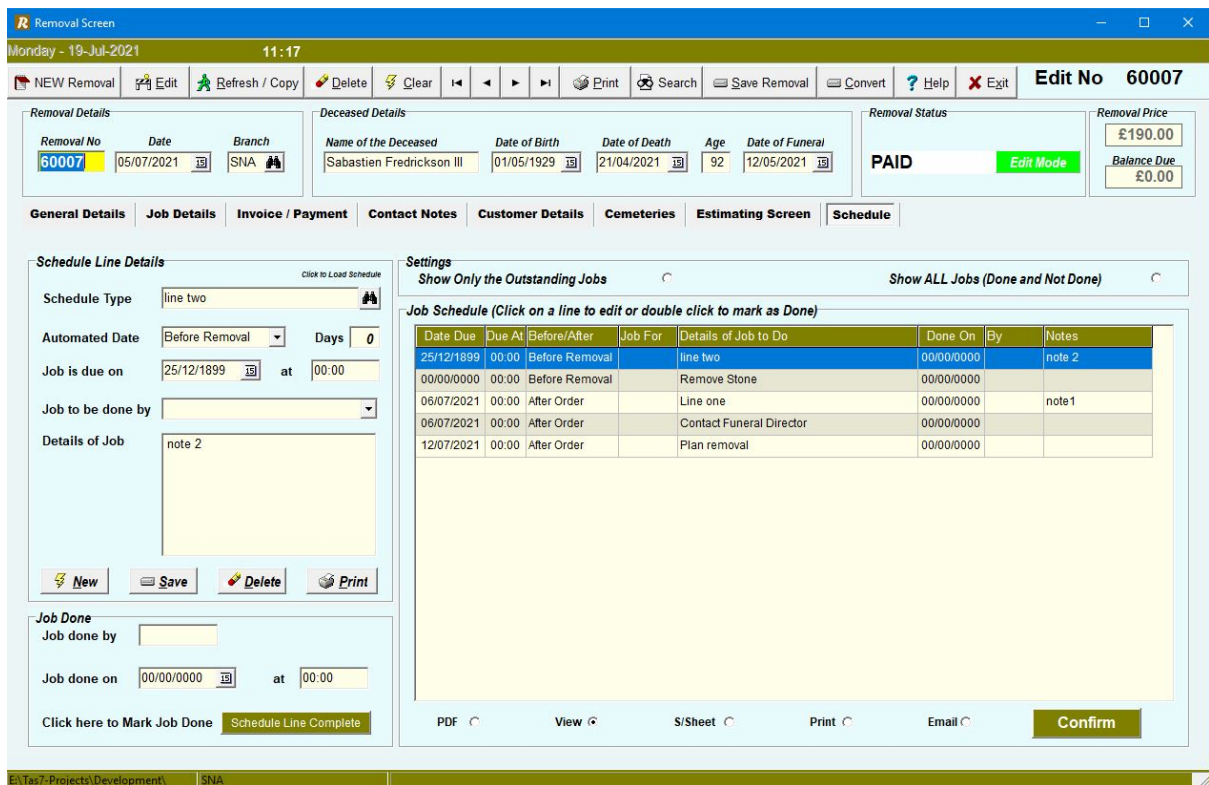 Removal Screen
Monday - 19-Jul-2021 11:17
NEW Removal Edit Refresh / Copy Delete Clear Print Search Save Removal Convert Help Exit Edit No 60007
Removal Details Deceased Details Removal Status Removal Price
Removal No Date Branch Name of the Deceased Date of Birth Date of Death Age Date of Funeral £190.00
60007 05/07/2021 15 SNA Sabastien Fredrickson III 01/05/1929 15 21/04/2021 15 92 12/05/2021 15 PAID Edit Mode Balance Due
£0.00
General Details Job Details Invoice / Payment Contact Notes Customer Details Cemeteries Estimating Screen Schedule
Schedule Line Details Settings
Click to Load Schedule Show Only the Outstanding Jobs Show ALL Jobs (Done and Not Done)
Schedule Type line two
Job Schedule (Click on a line to edit or double click to mark as Done)
Automated Date Before Removal Days 0
Job is due on 25/12/1899 15 at 00:00
Job to be done by
Details of Job note 2
New Save Delete Print
Date Due Due At Before/After Job For Details of Job to Do Done On By Notes
25/12/1899 00:00 Before Removal line two 00/00/0000 note 2
00/00/0000 00:00 Before Removal Remove Stone 00/00/0000
06/07/2021 00:00 After Order Line one 00/00/0000 note1
06/07/2021 00:00 After Order Contact Funeral Director 00/00/0000
12/07/2021 00:00 After Order Plan removal 00/00/0000
Job Done
Job done by
Job done on 00/00/0000 15 at 00:00
Click here to Mark Job Done Schedule Line Complete
PDF View S/Sheet Print Email Confirm
E:\Tas7-Projects\Development\ SNA